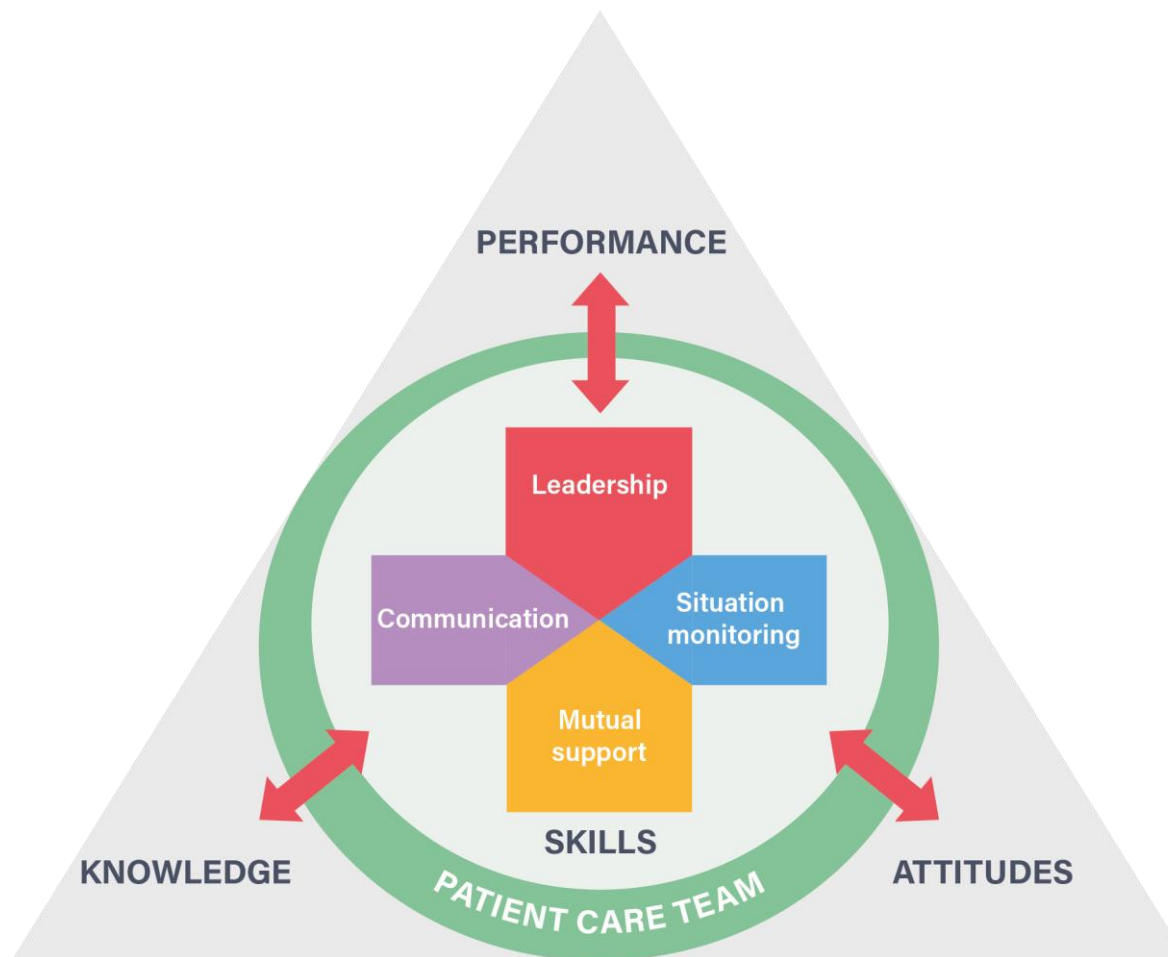 PERFORMANCE
Leadership
Communication
Situation
monitoring
Mutual
support
SKILLS
KNOWLEDGE
ATTITUDES
PATIENT CARE TEAM